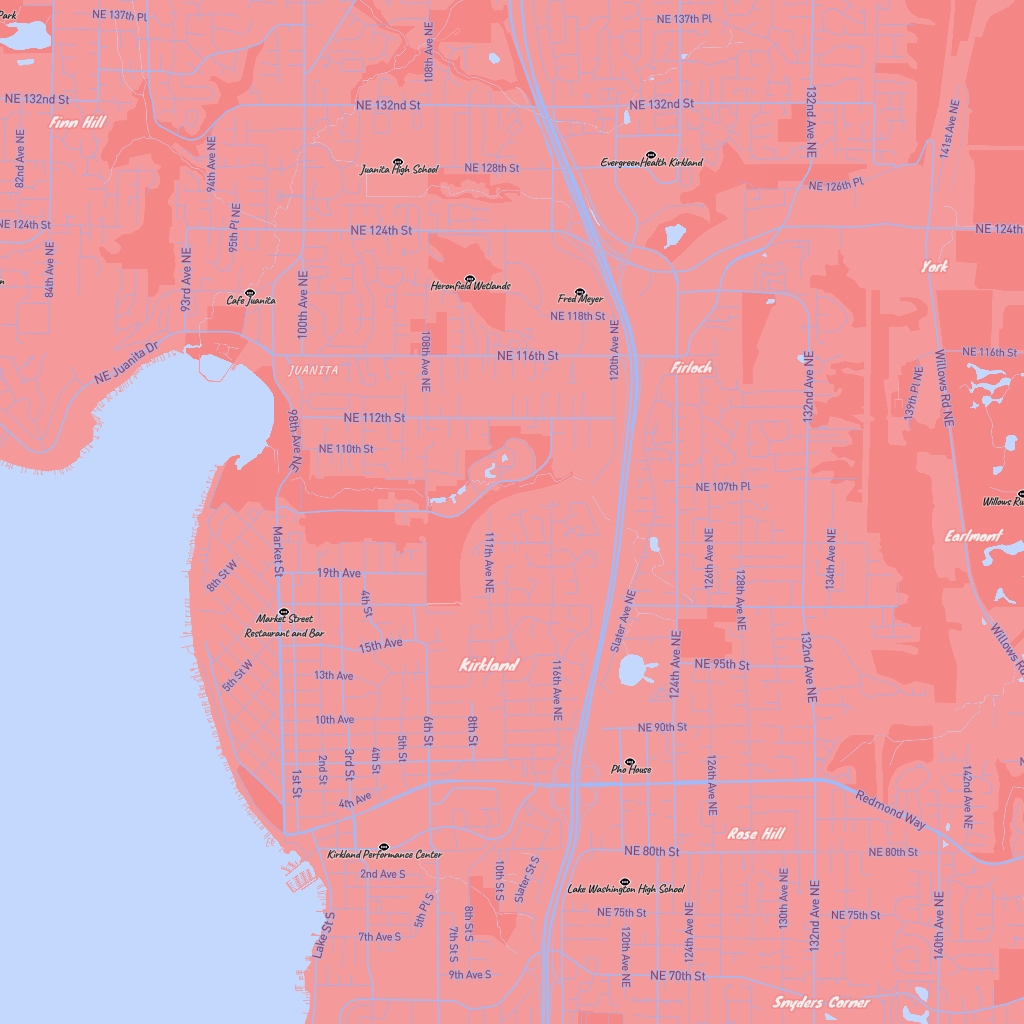 Park
NE 137th Pl
108th Ave NE
NE 137th Pl
NE 132nd St
NE 132nd St
NE 132nd St
132nd Ave NE
141st Ave NE
Finn Hill
82nd Ave NE
94th Ave NE
Juanita High School
NE 128th St
EvergreenHealth Kirkland
NE 126th Pl
NE 124th St
95th Pl NE
NE 124th St
NE 124th
84th Ave NE
93rd Ave NE
York
Heronfield Wetlands
Cafe Juanita
100th Ave NE
Fred Meyer
NE 118th St
120th Ave NE
NE Juanita Dr
108th Ave NE
NE 116th St
NE 116th St
JUANITA
Firloch
132nd Ave NE
139th Pl NE
Willows Rd NE
NE 112th St
98th Ave NE
NE 110th St
NE 107th Pl
Willows Ru
Market St
Earlmont
111th Ave NE
126th Ave NE
134th Ave NE
8th St W
19th Ave
128th Ave NE
4th St
Market Street
Restaurant and Bar
Slater Ave NE
15th Ave
Kirkland
124th Ave NE
NE 95th St
132nd Ave NE
Willows Rd
5th St W
13th Ave
116th Ave NE
10th Ave
6th St
8th St
NE 90th St
5th St
2nd St
3rd St
4th St
1st St
Pho House
126th Ave NE
142nd Ave NE
4th Ave
Redmond Way
Rose Hill
Kirkland Performance Center
NE 80th St
NE 80th St
2nd Ave S
10th St S
Slater St S
Lake Washington High School
130th Ave NE
5th Pl S
8th St S
NE 75th St
124th Ave NE
132nd Ave NE
NE 75th St
140th Ave NE
Lake St S
7th Ave S
7th St S
120th Ave NE
9th Ave S
NE 70th St
Snyders Corner